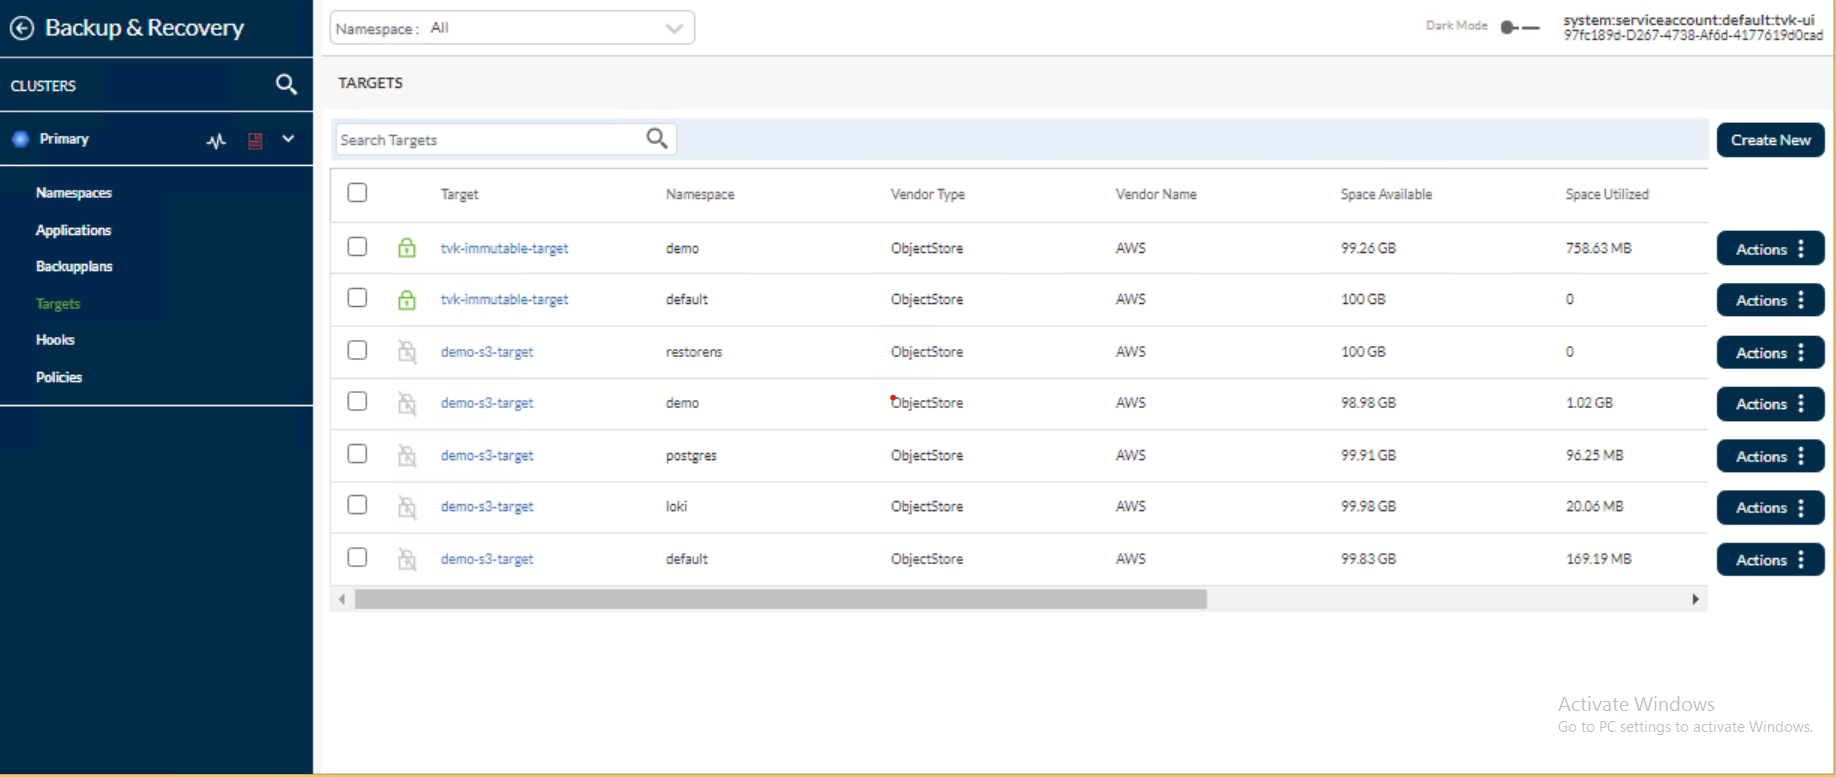 Backup & Recovery
Namespace : All
Dark Mode
system:serviceaccount:default:tvk-ui
97fc189d-D267-4738-Af6d-4177619d0cad
CLUSTERS
TARGETS
Primary
Search Targets
Create New
Namespaces
Applications
Backupplans
Targets
Hooks
Policies
Target Namespace Vendor Type Vendor Name Space Available Space Utilized
tvk-immutable-target demo ObjectStore AWS 99.26 GB 758.63 MB Actions
tvk-immutable-target default ObjectStore AWS 100 GB 0 Actions
demo-s3-target restorens ObjectStore AWS 100 GB 0 Actions
demo-s3-target demo ObjectStore AWS 98.98 GB 1.02 GB Actions
demo-s3-target postgres ObjectStore AWS 99.91 GB 96.25 MB Actions
demo-s3-target loki ObjectStore AWS 99.98 GB 20.06 MB Actions
demo-s3-target default ObjectStore AWS 99.83 GB 169.19 MB Actions
Activate Windows
Go to PC settings to activate Windows.